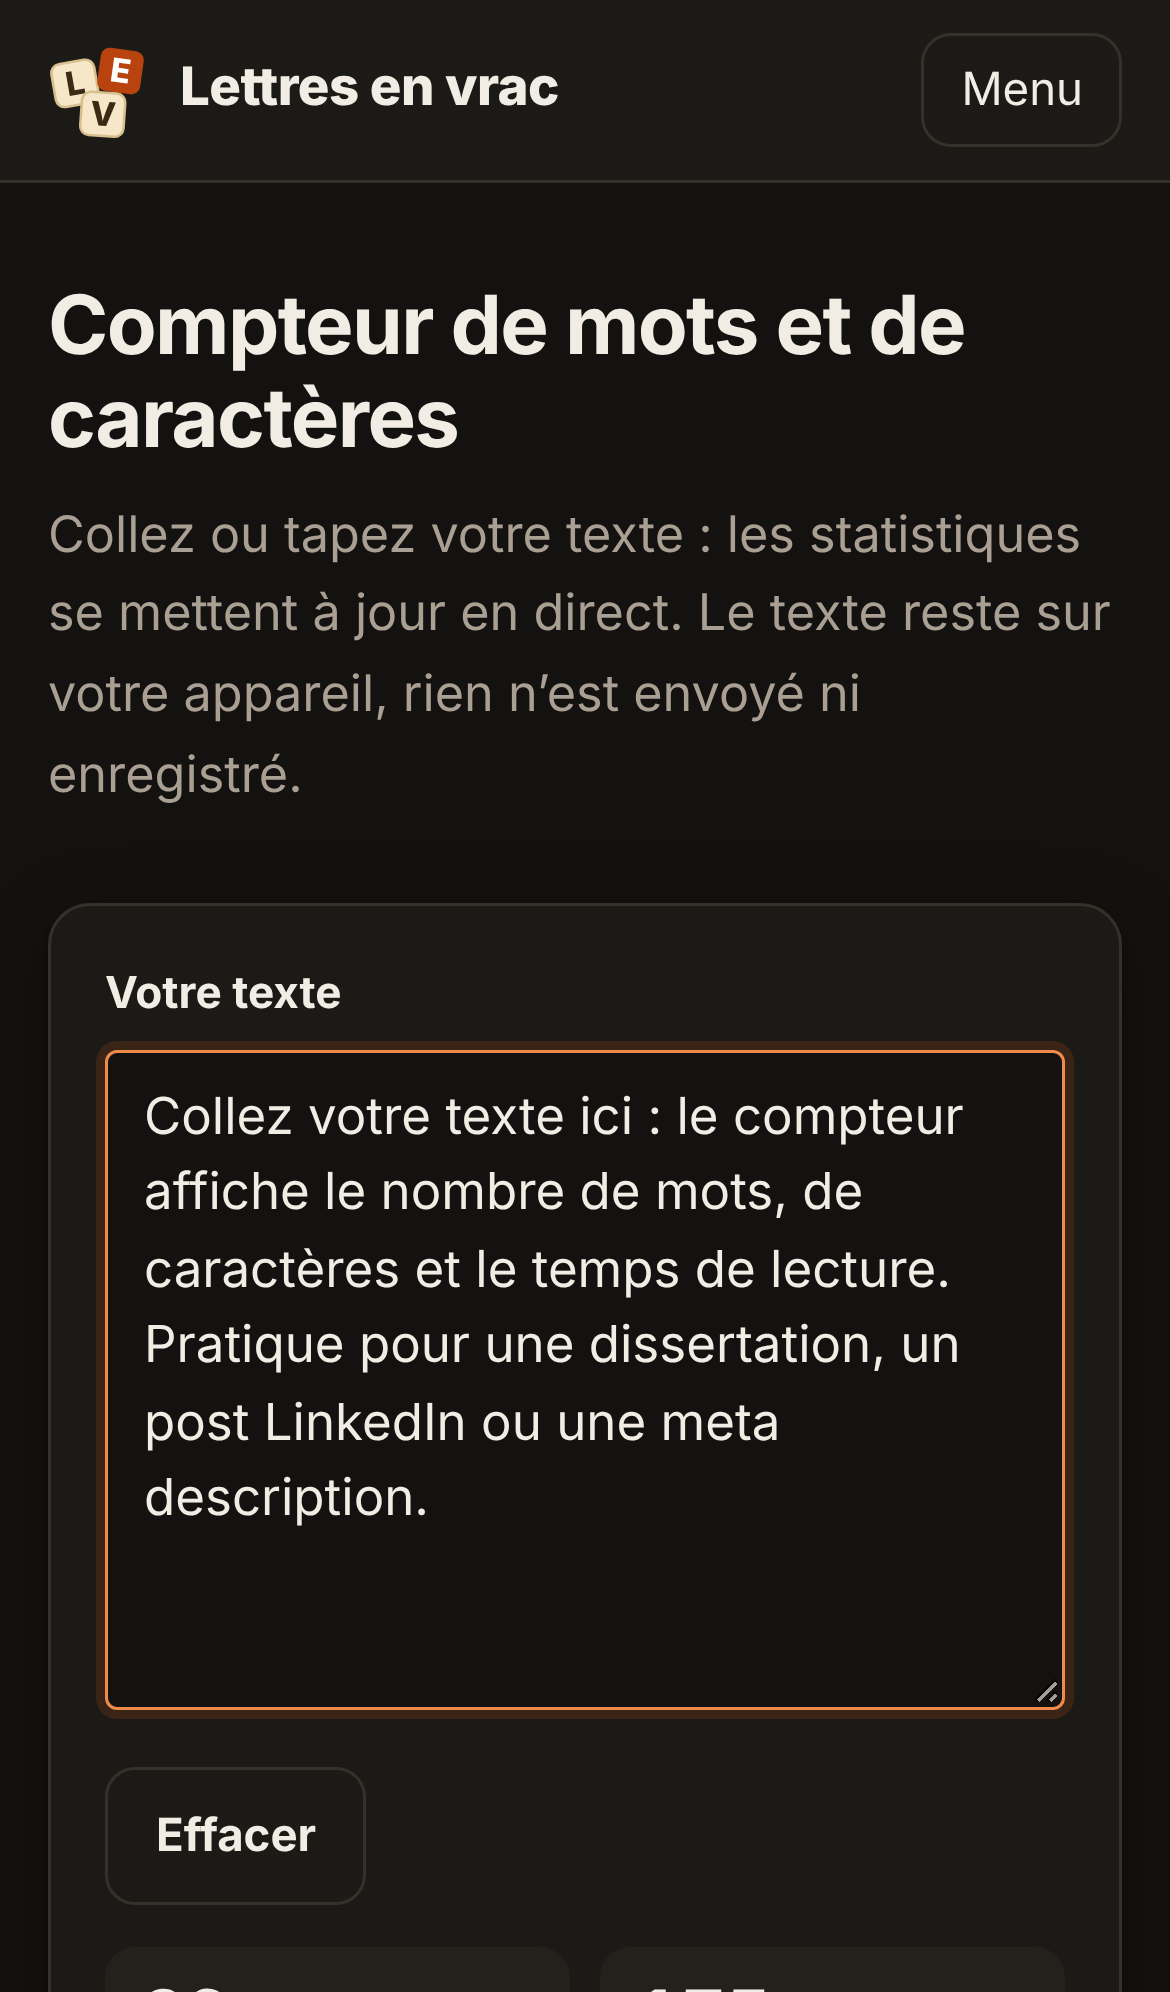 L E V
Lettres en vrac
Menu
Compteur de mots et de
caractères
Collez ou tapez votre texte : les statistiques
se mettent à jour en direct. Le texte reste sur
votre appareil, rien n’est envoyé ni
enregistré.
Votre texte
Collez votre texte ici : le compteur
affiche le nombre de mots, de
caractères et le temps de lecture.
Pratique pour une dissertation, un
post LinkedIn ou une meta
description.
Effacer